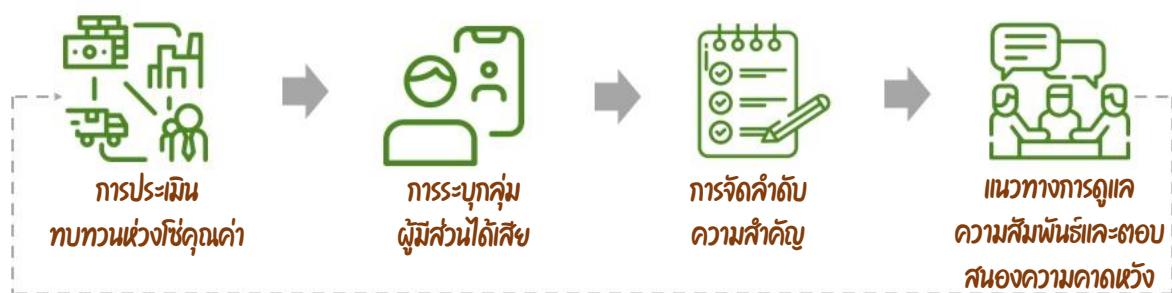 การประเมิน
ทบทวนห่วงโซ่คุณค่า
การระบุกลุ่ม
ผู้มีส่วนได้เสีย
การจัดลำดับ
ความสำคัญ
แนวทางการดูแล
ความสัมพันธ์และตอบ
สนองความคาดหวัง